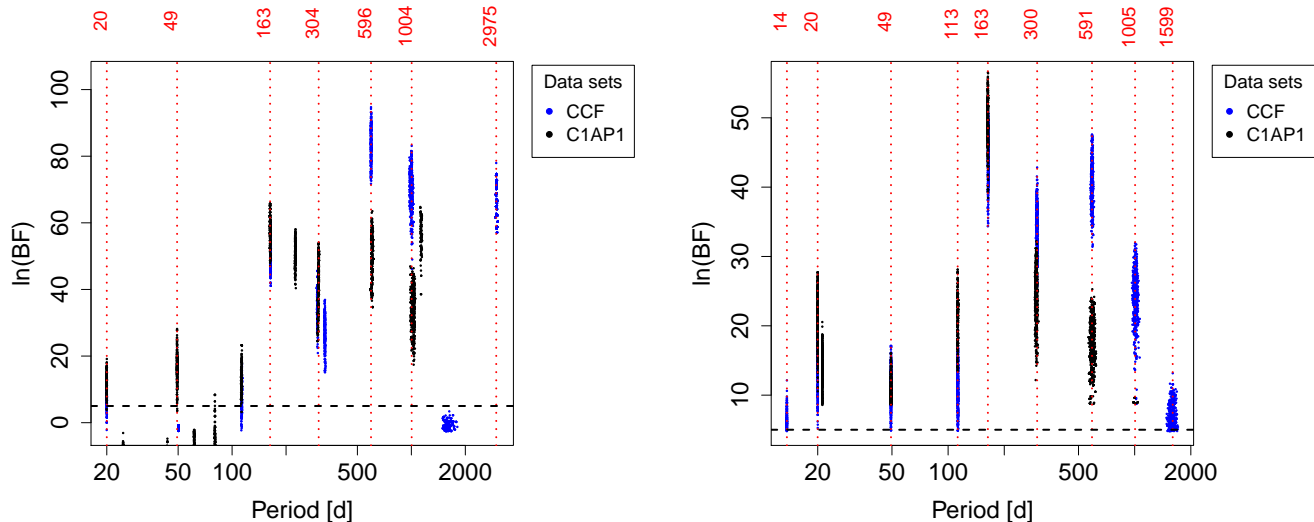 20 49 163 304 596 1004 2975
ln(BF)
100
80
60
40
20
0
20 50 100 500 2000
Period [d]
Data sets
CCF
C1AP1
14 20 49 113 163 300 591 1005 1599
ln(BF)
50
40
30
20
10
20 100 500 2000
Period [d]
Data sets
CCF
C1AP1